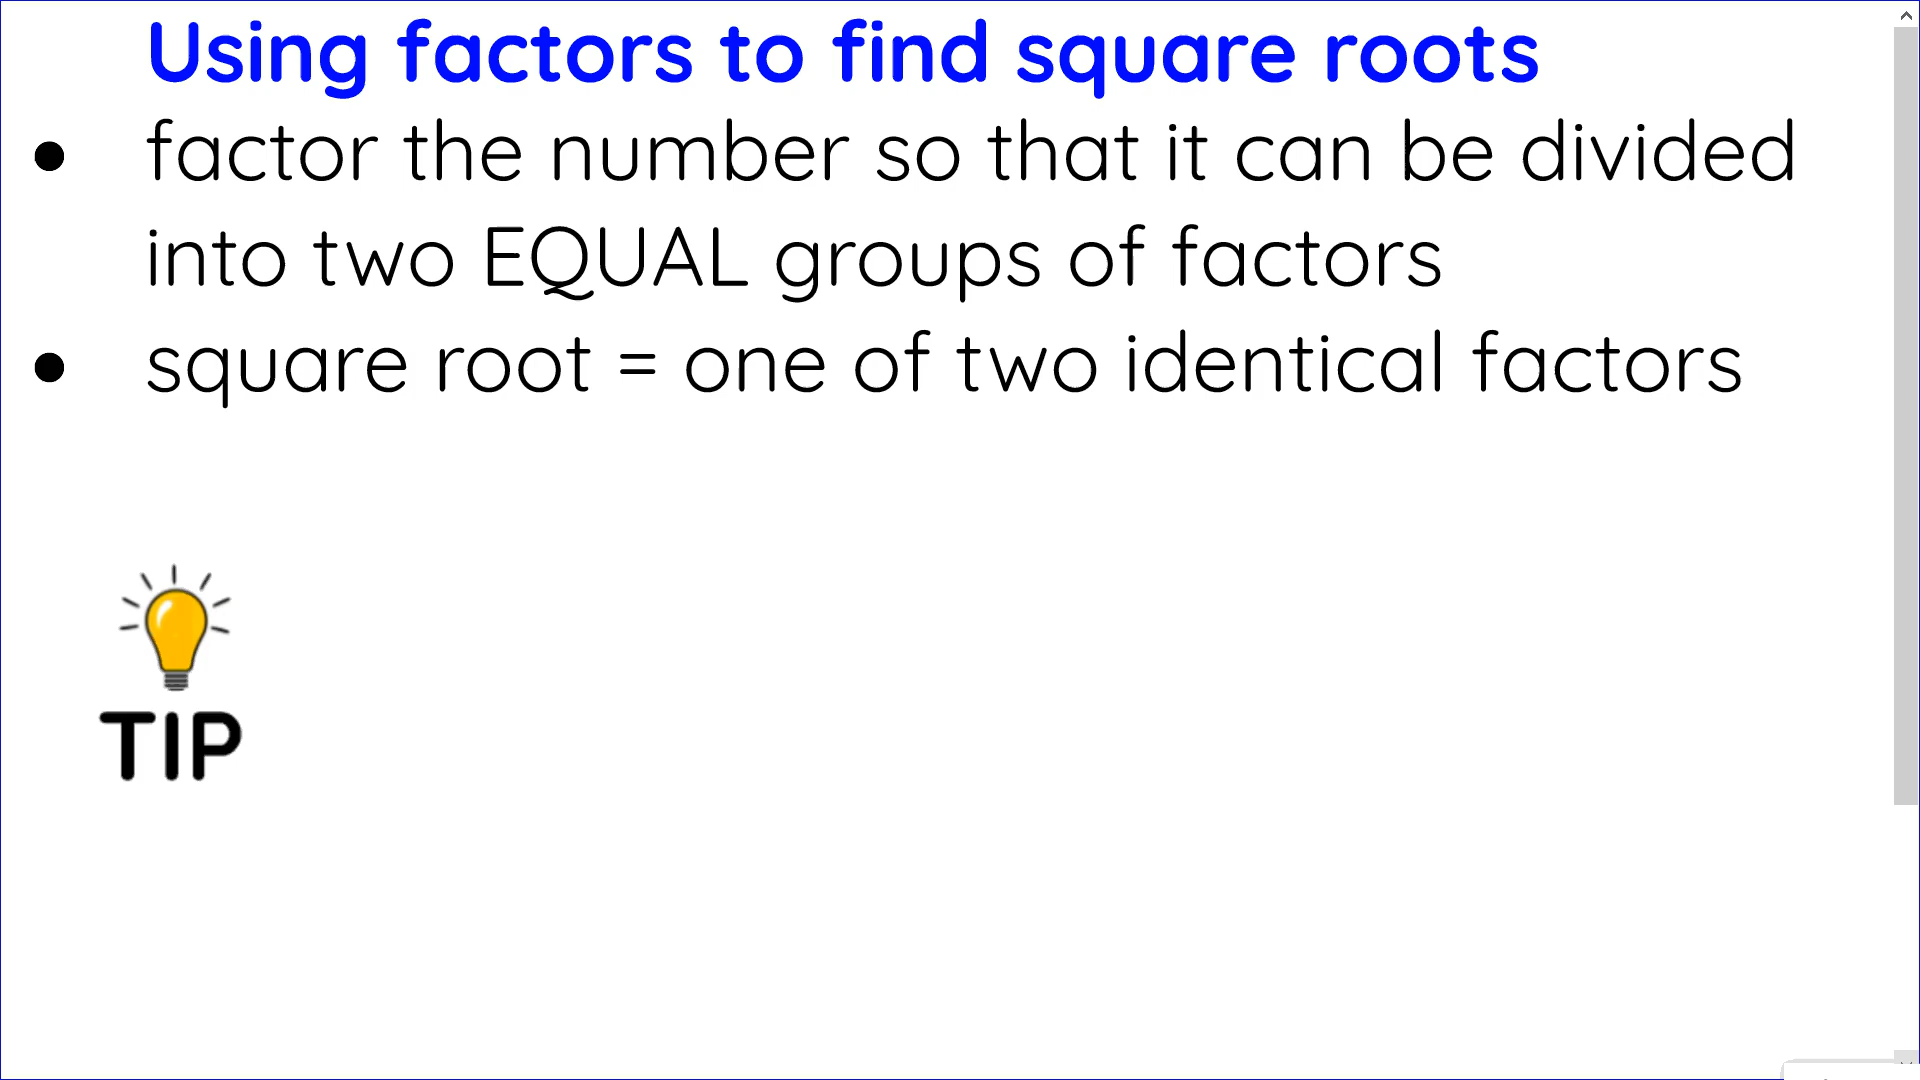 Using factors to find square roots
● factor the number so that it can be divided
into two EQUAL groups of factors
● square root = one of two identical factors
TIP